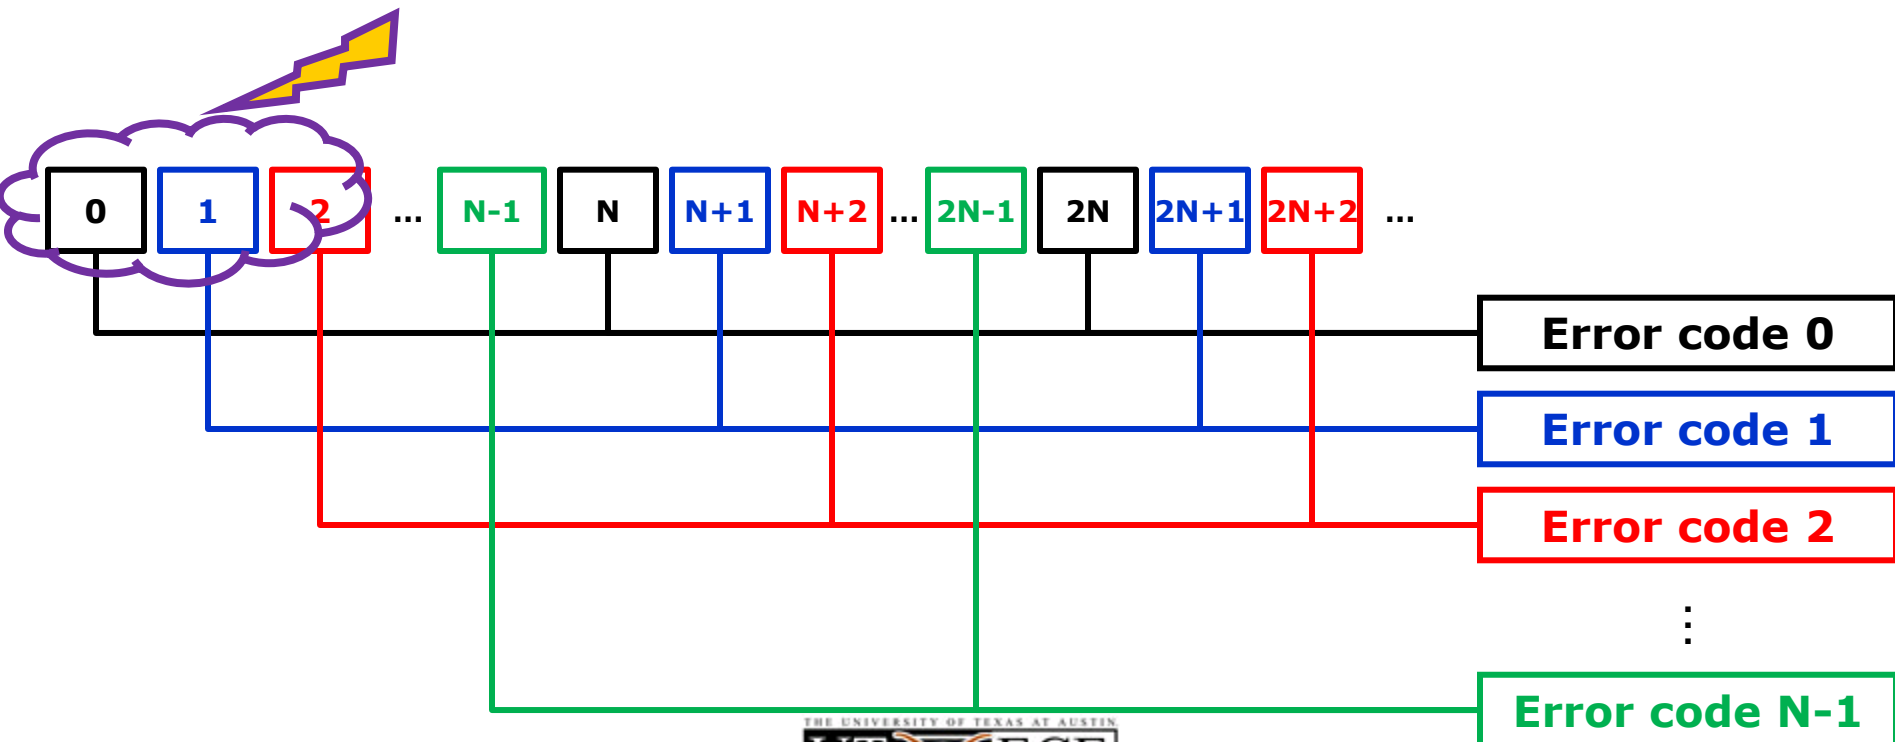 0 1 2 ... N-1 N N+1 N+2 ... 2N-1 2N 2N+1 2N+2 ...
Error code 0
Error code 1
Error code 2
⋮
Error code N-1
THE UNIVERSITY OF TEXAS AT AUSTIN